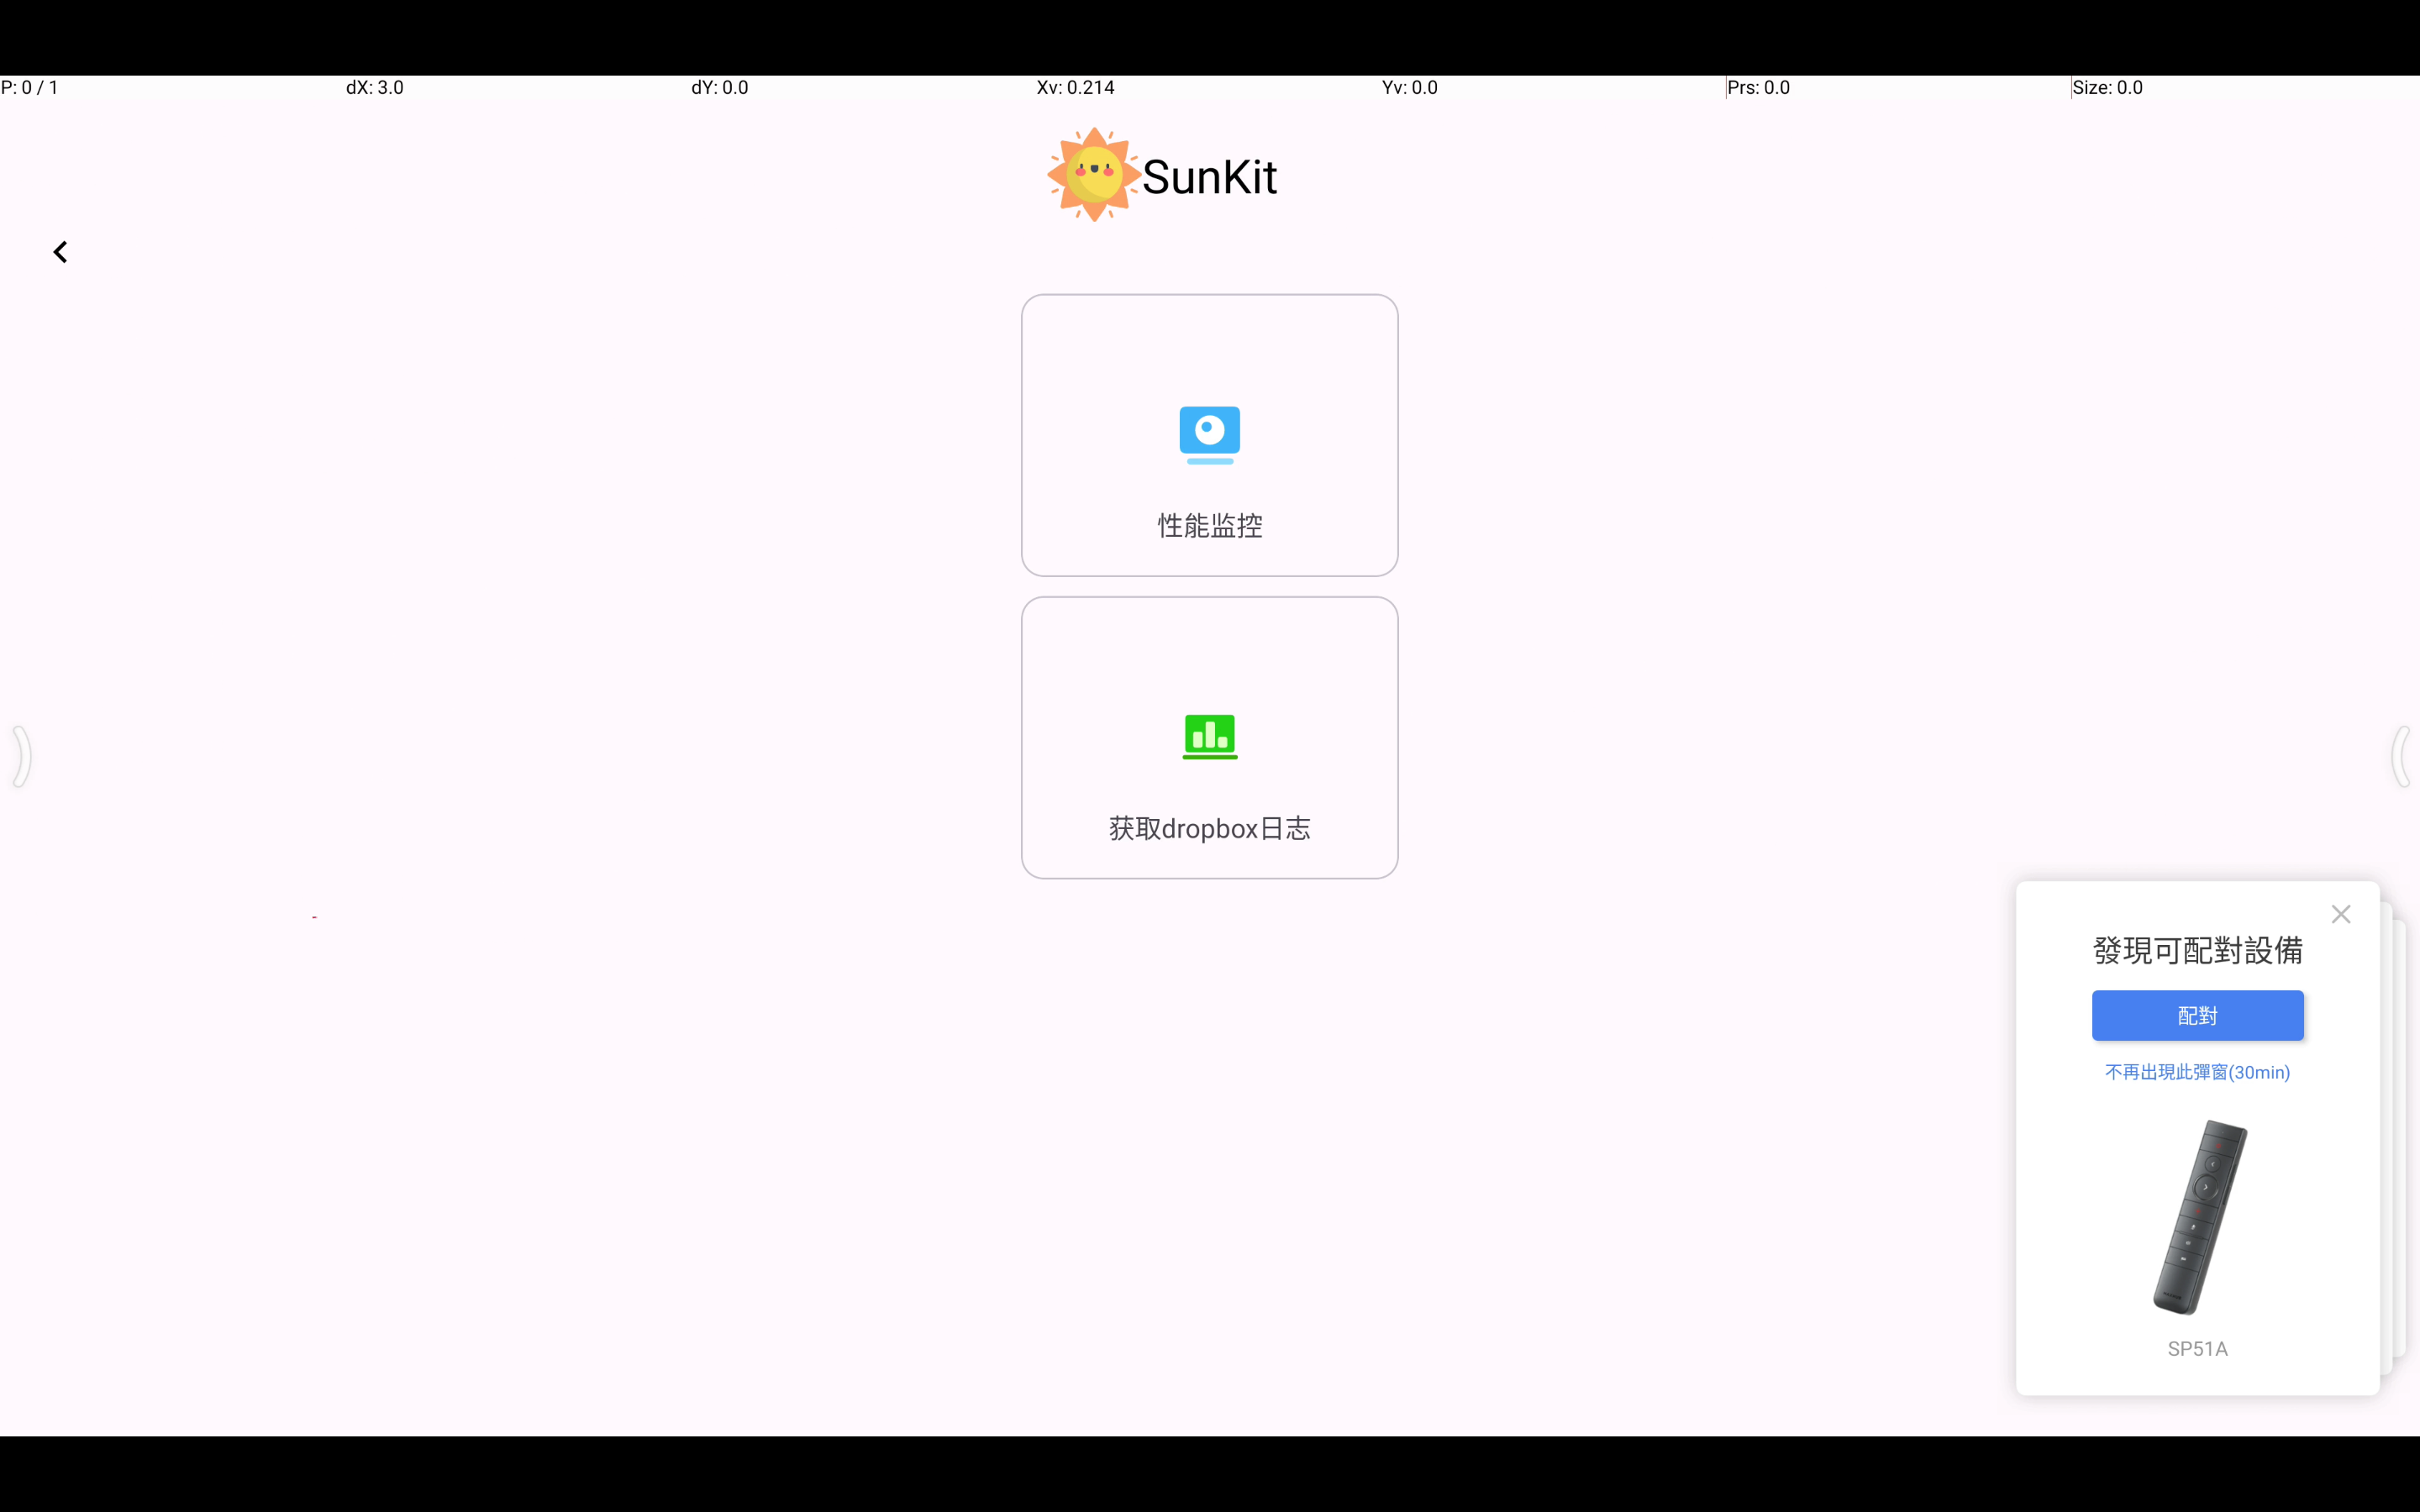 P: 0 / 1 dX: 3.0 dY: 0.0 Xv: 0.214 Yv: 0.0 Prs: 0.0 Size: 0.0
SunKit
性能监控
获取dropbox日志
發現可配對設備
配對
不再出現此彈窗(30min)
SP51A